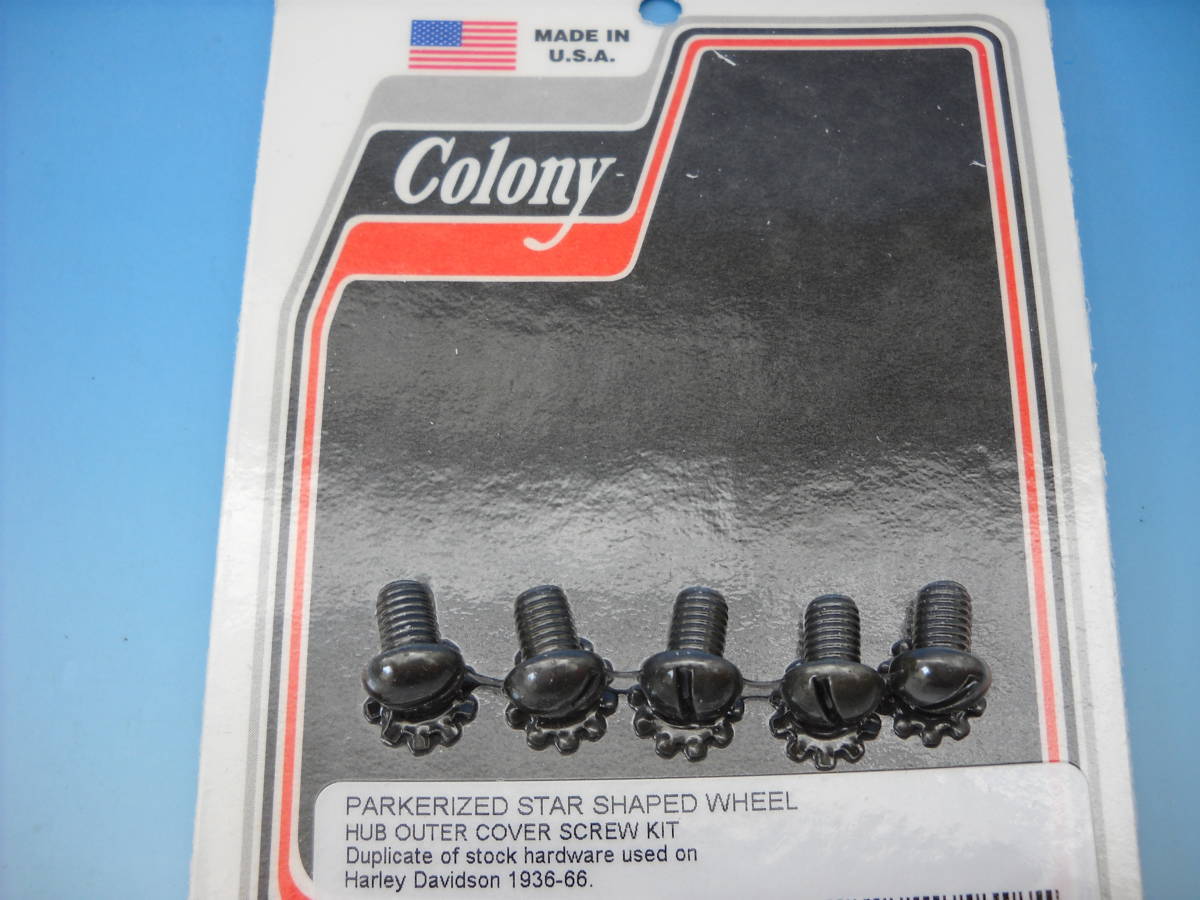 MADE IN
U.S.A.
Colony
PARKERIZED STAR SHAPED WHEEL
HUB OUTER COVER SCREW KIT
Duplicate of stock hardware used on
Harley Davidson 1936-66.